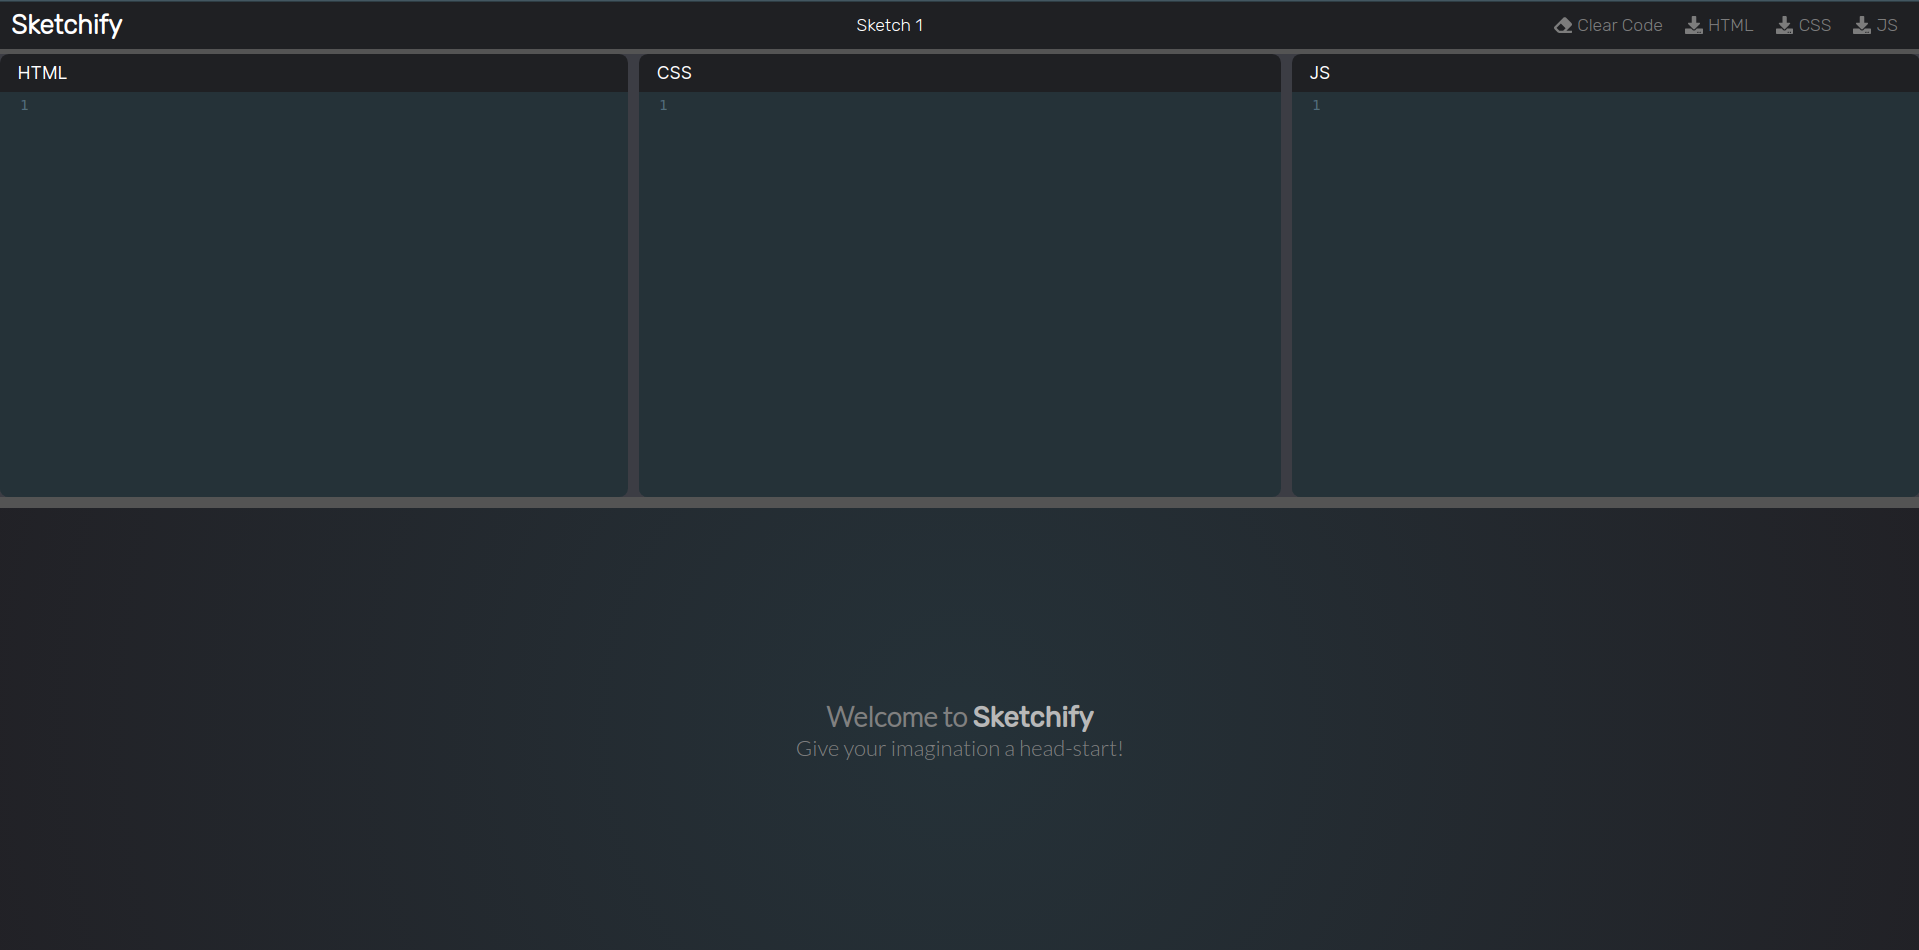 Sketchify Sketch 1 Clear Code HTML CSS JS
HTML CSS JS
1 1 1
Welcome to Sketchify
Give your imagination a head-start!